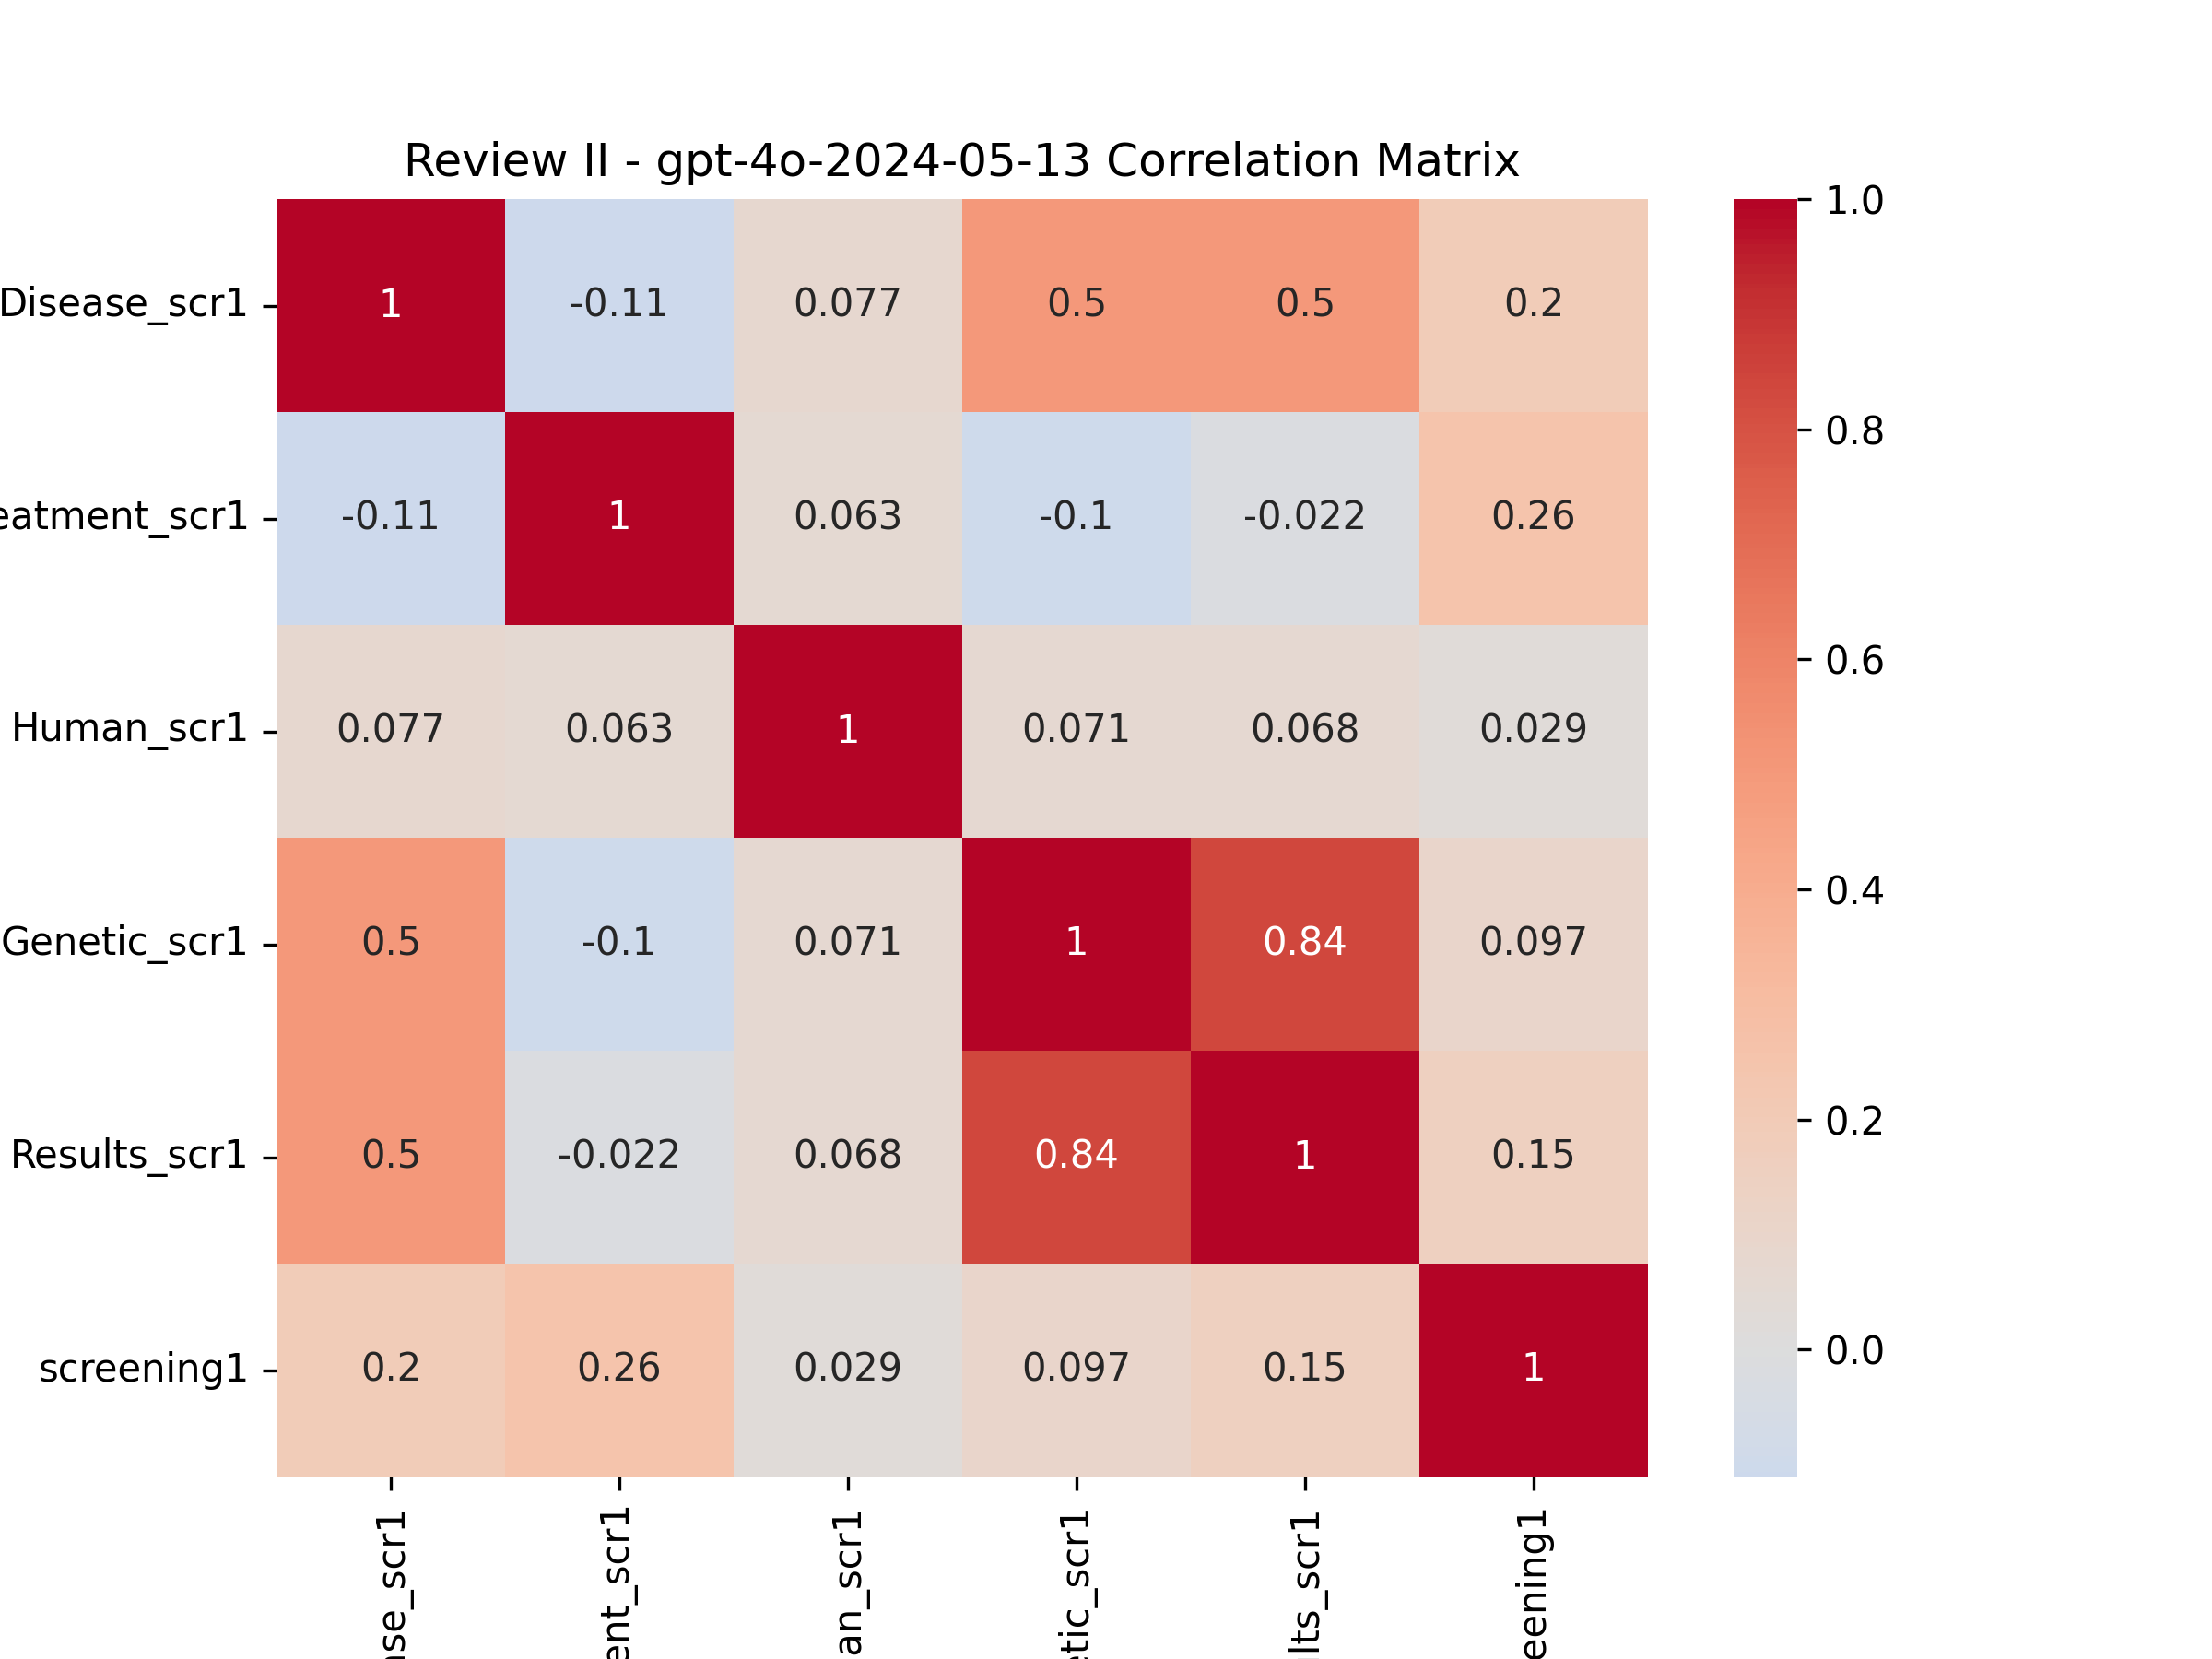 Review II - gpt-4o-2024-05-13 Correlation Matrix
1.0
Disease_scr1 1 -0.11 0.077 0.5 0.5 0.2
0.8
eatment_scr1 -0.11 1 0.063 -0.1 -0.022 0.26
0.6
Human_scr1 0.077 0.063 1 0.071 0.068 0.029
0.4
Genetic_scr1 0.5 -0.1 0.071 1 0.84 0.097
0.2
Results_scr1 0.5 -0.022 0.068 0.84 1 0.15
0.0
screening1 0.2 0.26 0.029 0.097 0.15 1
ase_scr1
ent_scr1
an_scr1
etic_scr1
lts_scr1
eening1